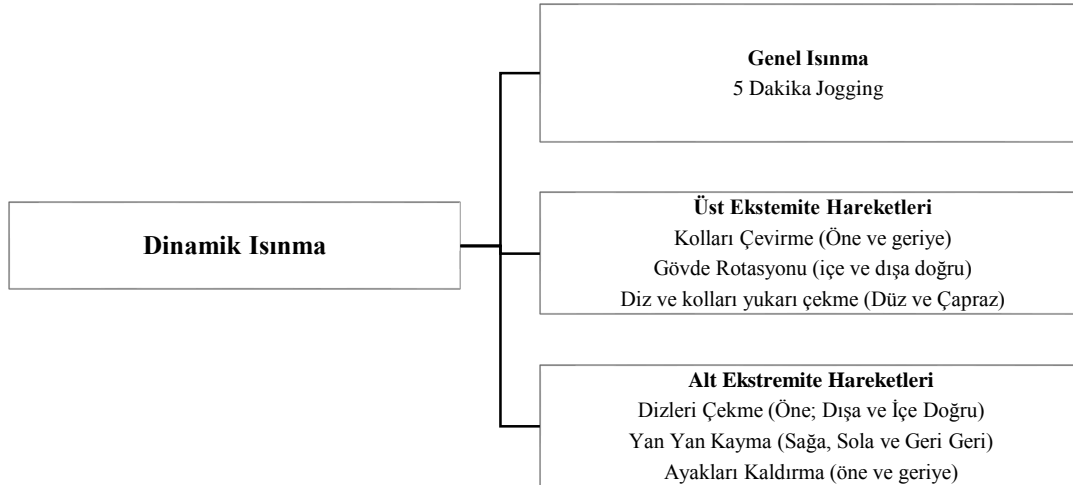 Genel Isınma
5 Dakika Jogging
Dinamik Isınma
Üst Ekstemite Hareketleri
Kolları Çevirme (Öne ve geriye)
Gövde Rotasyonu (içe ve dışa doğru)
Diz ve kolları yukarı çekme (Düz ve Çapraz)
Alt Ekstremite Hareketleri
Dizleri Çekme (Öne; Dışa ve İçe Doğru)
Yan Yan Kayma (Sağa, Sola ve Geri Geri)
Ayakları Kaldırma (öne ve geriye)